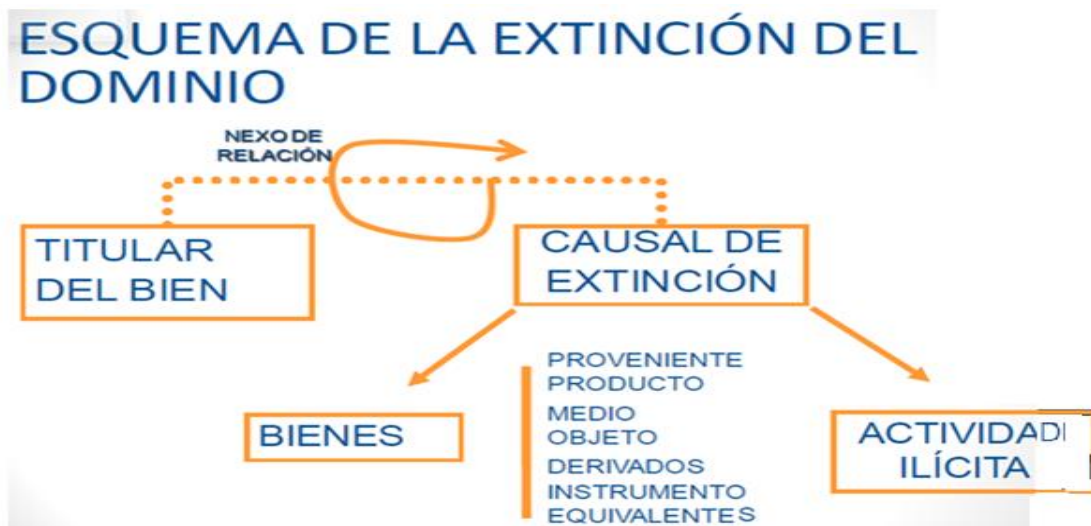 ESQUEMA DE LA EXTINCIÓN DEL
DOMINIO
NEXO DE
RELACIÓN
TITULAR
DEL BIEN
CAUSAL DE
EXTINCIÓN
BIENES
PROVENIENTE
PRODUCTO
MEDIO
OBJETO
DERIVADOS
INSTRUMENTO
EQUIVALENTES
ACTIVIDAD
ILÍCITA